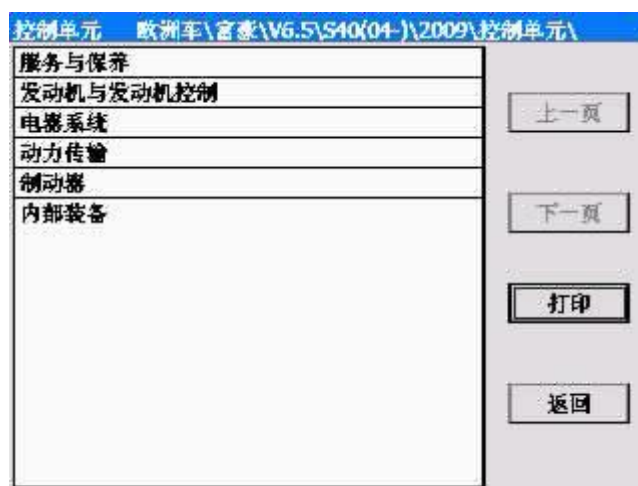 控制单元 欧洲车\富豪\V6.5\S40(04-)\2009\控制单元\
服务与保养
发动机与发动机控制
电器系统
动力传输
制动器
内部装备
上一页
下一页
打印
返回